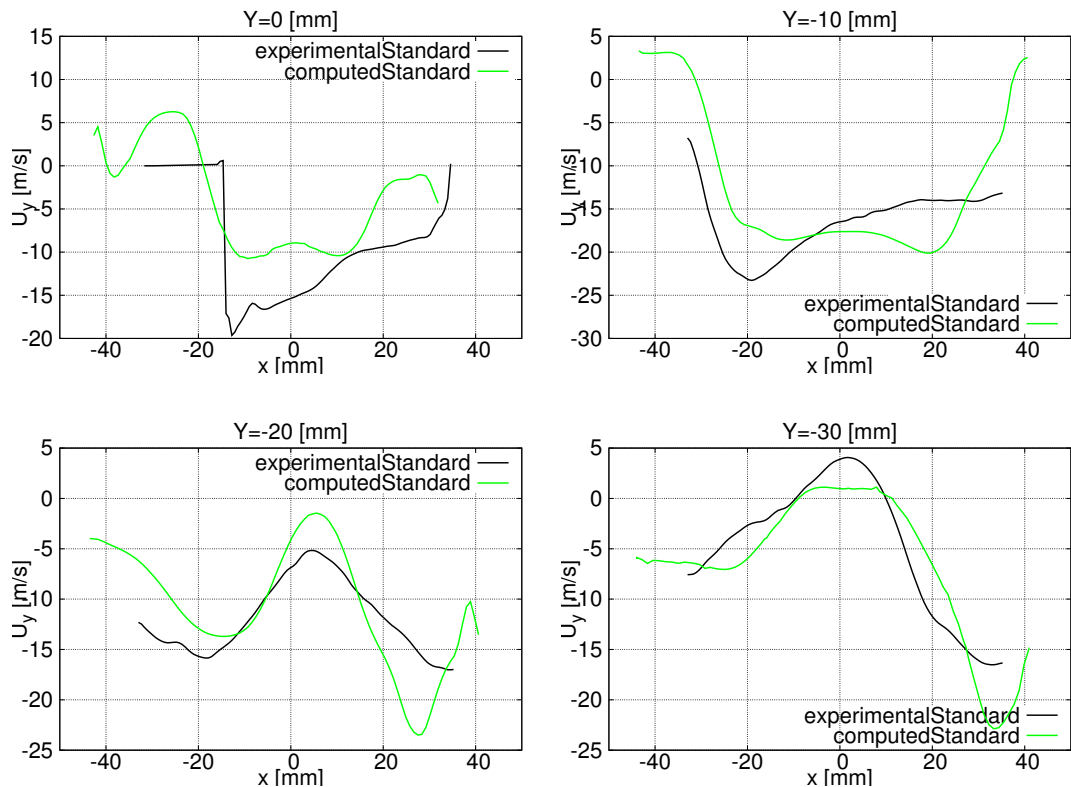 Y=0 [mm]
15
10
5
0
-5
-10
-15
-20
U_y [m/s]
experimentalStandard
computedStandard
-40 -20 0 20 40
x [mm]
Y=-10 [mm]
5
0
-5
-10
-15
-20
-25
-30
U_y [m/s]
experimentalStandard
computedStandard
-40 -20 0 20 40
x [mm]
Y=-20 [mm]
5
0
-5
-10
-15
-20
-25
U_y [m/s]
experimentalStandard
computedStandard
-40 -20 0 20 40
x [mm]
Y=-30 [mm]
5
0
-5
-10
-15
-20
-25
U_y [m/s]
experimentalStandard
computedStandard
-40 -20 0 20 40
x [mm]